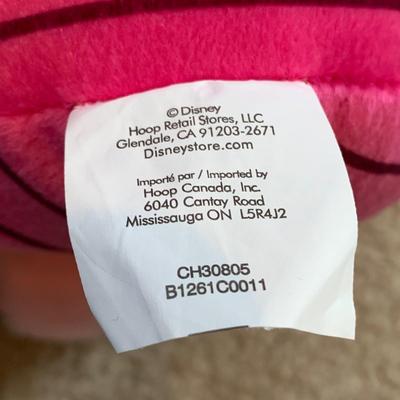 © Disney
Hoop Retail Stores, LLC
Glendale, CA 91203-2671
Disneystore.com
Importé par / Imported by
Hoop Canada, Inc.
6040 Cantay Road
Mississauga ON L5R4J2
CH30805
B1261C0011